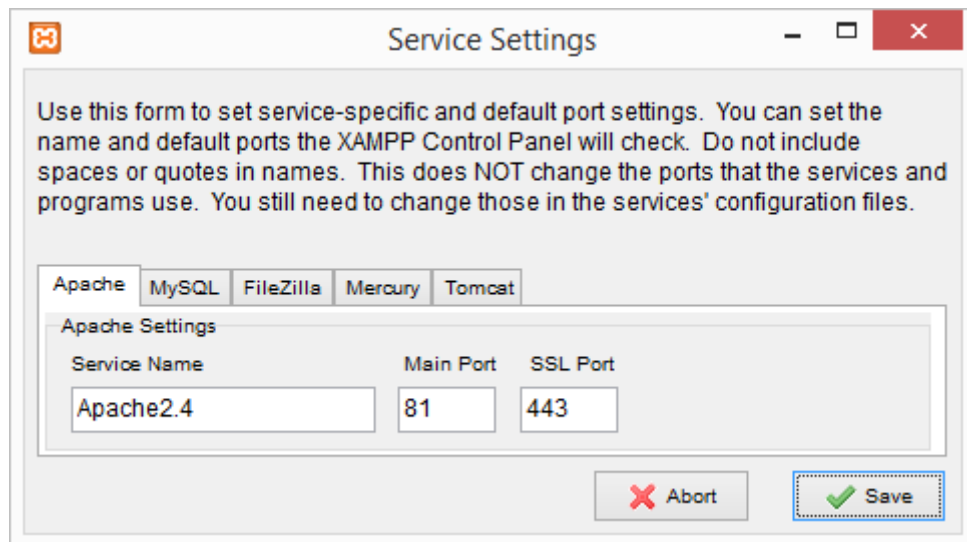 Service Settings
Use this form to set service-specific and default port settings.  You can set the
name and default ports the XAMPP Control Panel will check.  Do not include
spaces or quotes in names.  This does NOT change the ports that the services and
programs use.  You still need to change those in the services' configuration files.
Apache MySQL FileZilla Mercury Tomcat
Apache Settings
Service Name Main Port SSL Port
Apache2.4 81 443
Abort Save